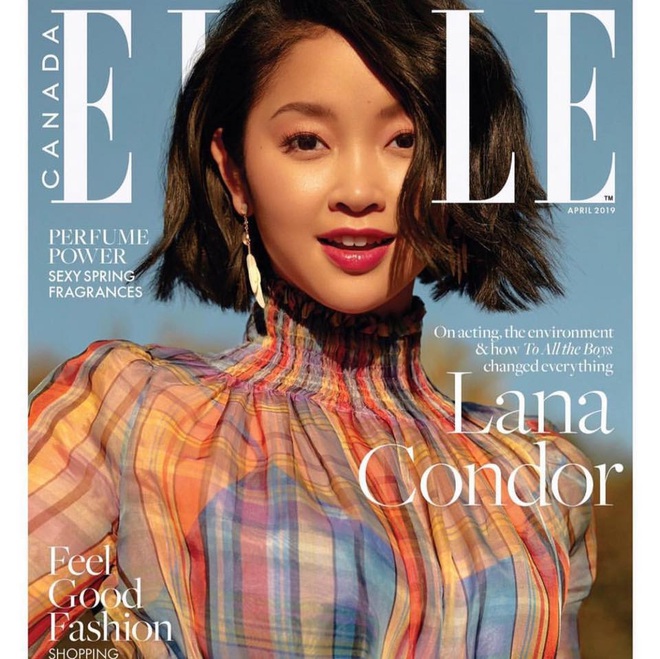 CANADA
ELLE
TM
APRIL 2019
PERFUME
POWER
SEXY SPRING
FRAGRANCES
On acting, the environment
& how To All the Boys
changed everything
Lana
Condor
Feel
Good
Fashion
SHOPPING